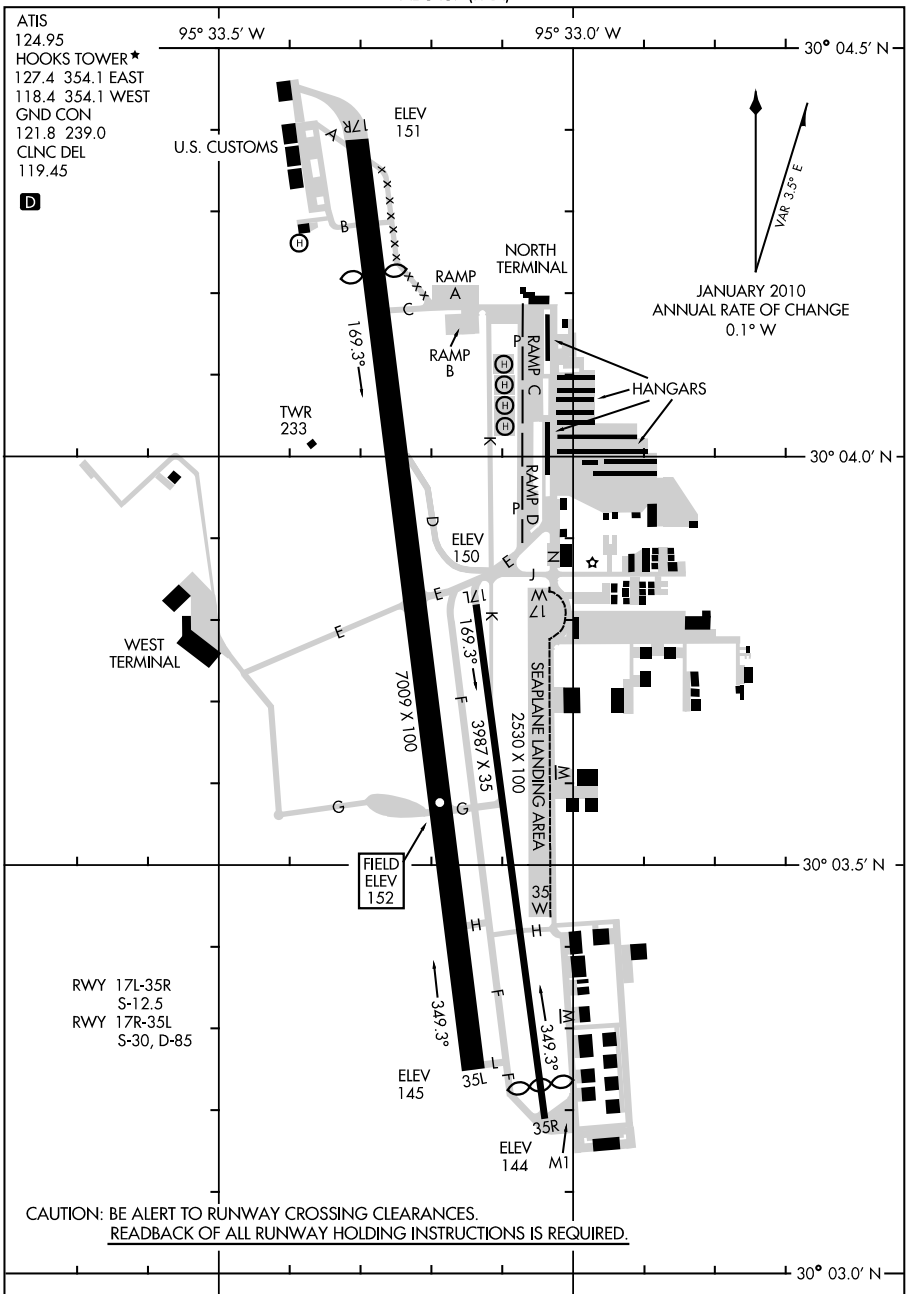 ATIS
124.95
HOOKS TOWER★
127.4 354.1 EAST
118.4 354.1 WEST
GND CON
121.8 239.0
CLNC DEL
119.45
D
95° 33.5' W
95° 33.0' W
30° 04.5' N
U.S. CUSTOMS
A
17R
ELEV
151
VAR 3.5° E
JANUARY 2010
ANNUAL RATE OF CHANGE
0.1° W
B
H
NORTH
TERMINAL
RAMP
A
C
RAMP
B
P
RAMP C
H
H
H
H
HANGARS
169.3°
TWR
233
K
30° 04.0' N
RAMP D
P
D
ELEV
150
E
N
J
E
17L
W
17
K
E
WEST
TERMINAL
169.3°
F
7009 X 100
3987 X 35
2530 X 100
SEAPLANE LANDING AREA
M
G
G
FIELD
ELEV
152
30° 03.5' N
35
W
H
H
RWY 17L-35R
S-12.5
RWY 17R-35L
S-30, D-85
349.3°
F
349.3°
M
L
F
ELEV
145
35L
35R
ELEV
144
M1
CAUTION: BE ALERT TO RUNWAY CROSSING CLEARANCES.
READBACK OF ALL RUNWAY HOLDING INSTRUCTIONS IS REQUIRED.
30° 03.0' N